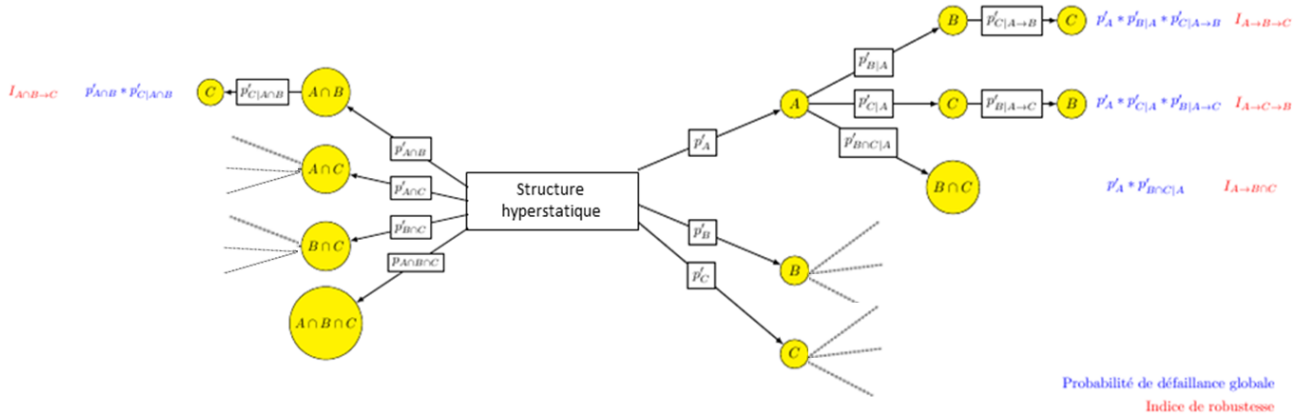 B p′_{C|A→B} C p′_A * p′_{B|A} * p′_{C|A→B} I_{A→B→C}
p′_{B|A}
I_{A∩B→C} p′_{A∩B} * p′_{C|A∩B} C p′_{C|A∩B} A∩B
A p′_{C|A} C p′_{B|A→C} B p′_A * p′_{C|A} * p′_{B|A→C} I_{A→C→B}
p′_{A∩B} p′_A p′_{B∩C|A}
A∩C p′_{A∩C}
B∩C p′_A * p′_{B∩C|A} I_{A→B∩C}
Structure
hyperstatique
p′_{B∩C} p′_B
B∩C
p_{A∩B∩C} p′_C B
A∩B∩C
C
Probabilité de défaillance globale
Indice de robustesse